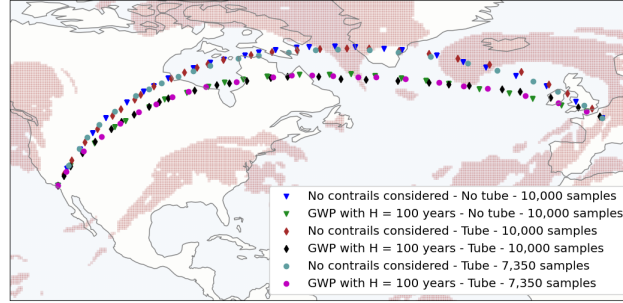 No contrails considered - No tube - 10,000 samples
GWP with H = 100 years - No tube - 10,000 samples
No contrails considered - Tube - 10,000 samples
GWP with H = 100 years - Tube - 10,000 samples
No contrails considered - Tube - 7,350 samples
GWP with H = 100 years - Tube - 7,350 samples